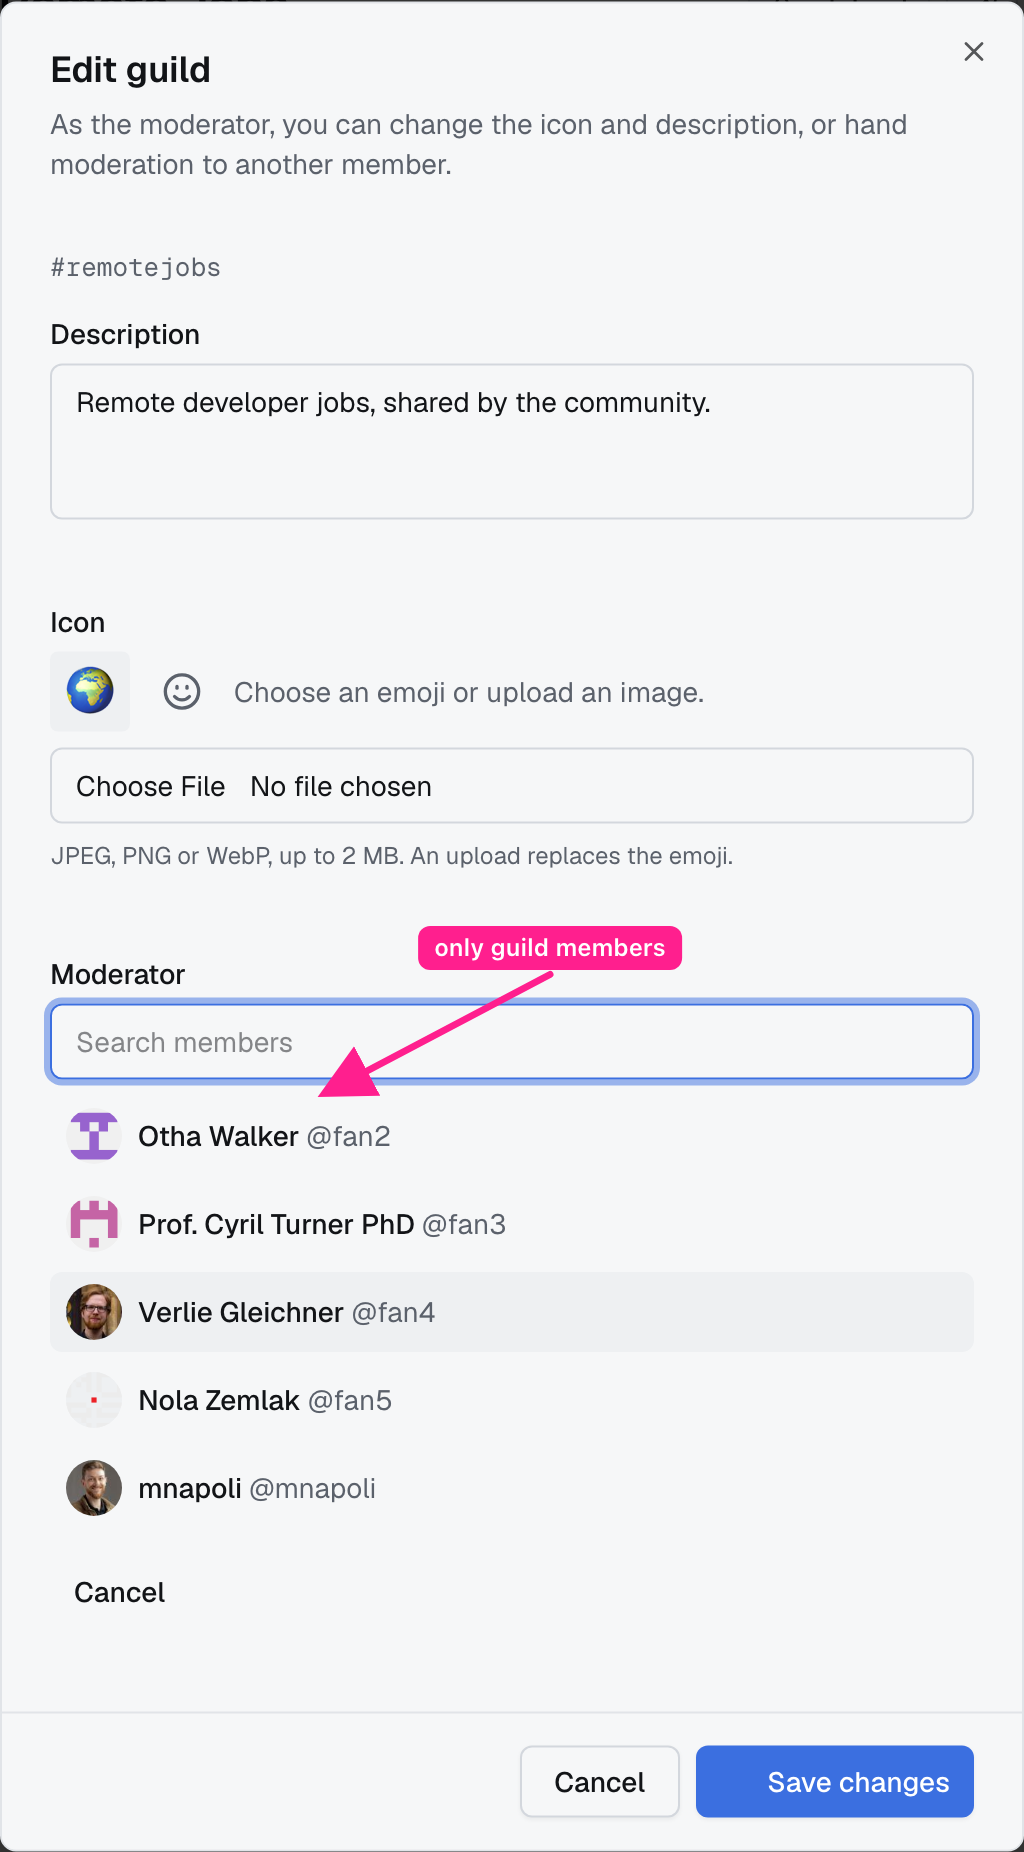 Edit guild
As the moderator, you can change the icon and description, or hand
moderation to another member.
#remotejobs
Description
Remote developer jobs, shared by the community.
Icon
Choose an emoji or upload an image.
Choose File No file chosen
JPEG, PNG or WebP, up to 2 MB. An upload replaces the emoji.
only guild members
Moderator
Search members
Otha Walker @fan2
Prof. Cyril Turner PhD @fan3
Verlie Gleichner @fan4
Nola Zemlak @fan5
mnapoli @mnapoli
Cancel
Cancel
Save changes